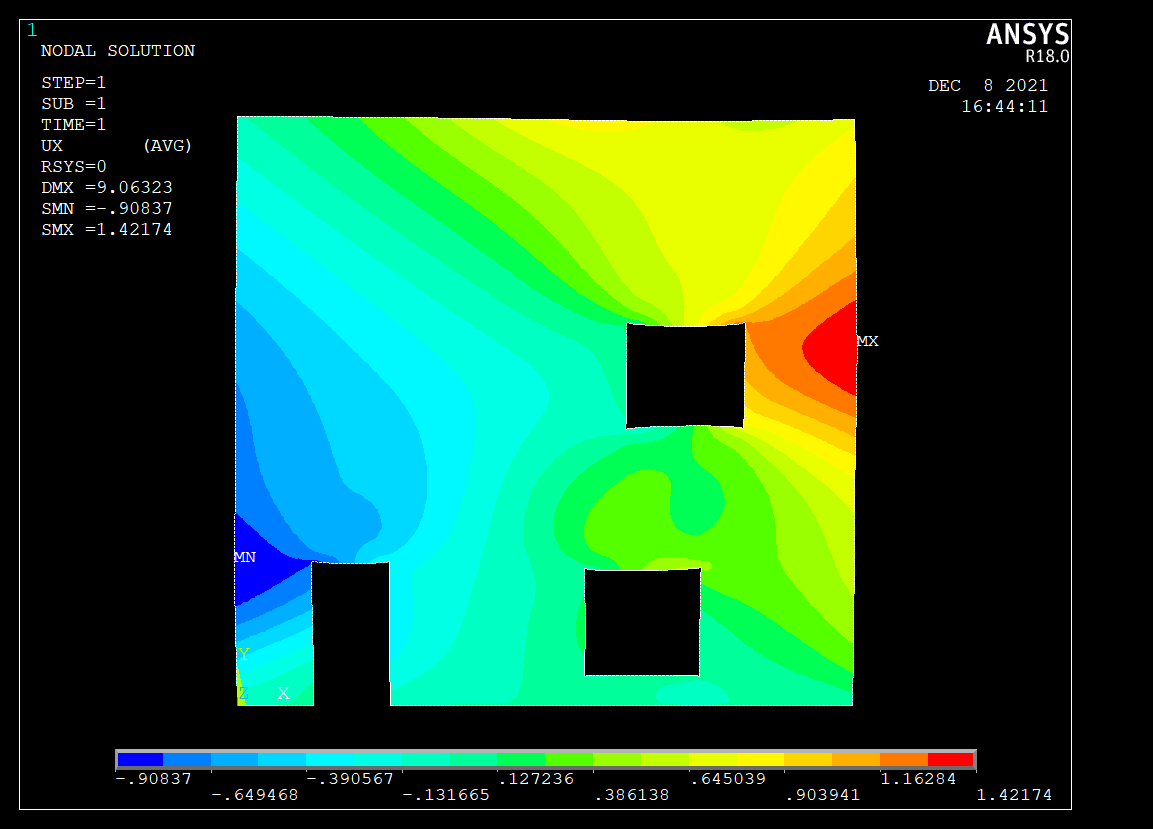 1
ANSYS
R18.0
NODAL SOLUTION
STEP=1
SUB =1
TIME=1
UX (AVG)
RSYS=0
DMX =9.06323
SMN =-.90837
SMX =1.42174
DEC 8 2021
16:44:11
MX
MN
Y
Z X
-.90837 -.390567 .127236 .645039 1.16284
-.649468 -.131665 .386138 .903941 1.42174